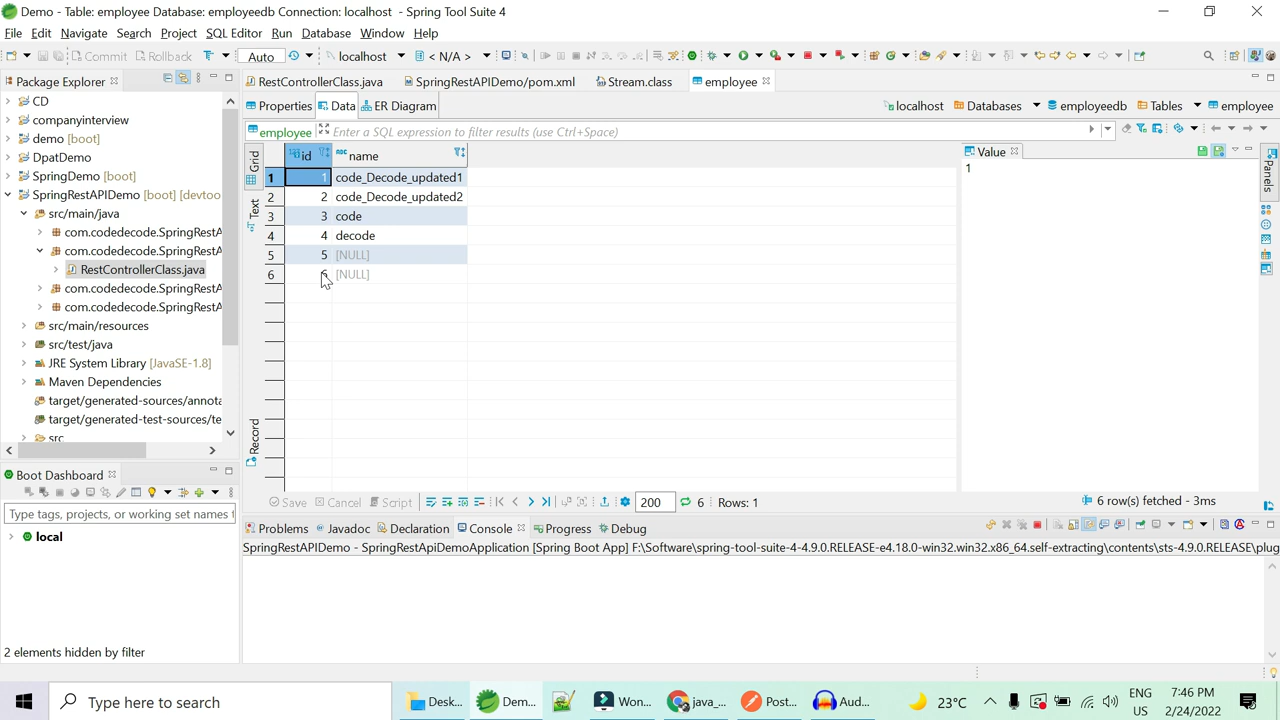 Demo - Table: employee Database: employeedb Connection: localhost - Spring Tool Suite 4
File Edit Navigate Search Project SQL Editor Run Database Window Help
Commit Rollback T Auto localhost < N/A >
Package Explorer RestControllerClass.java SpringRestAPIDemo/pom.xml Stream.class employee
CD
companyinterview
demo [boot]
DpatDemo
SpringDemo [boot]
SpringRestAPIDemo [boot] [devtoo
src/main/java
com.codedecode.SpringRestA
com.codedecode.SpringRestA
RestControllerClass.java
com.codedecode.SpringRestA
com.codedecode.SpringRestA
src/main/resources
src/test/java
JRE System Library [JavaSE-1.8]
Maven Dependencies
target/generated-sources/annota
target/generated-test-sources/te
src
Properties Data ER Diagram localhost Databases employeedb Tables employee
employee Enter a SQL expression to filter results (use Ctrl+Space)
Grid
Text
Record
id name
1 1 code_Decode_updated1
2 2 code_Decode_updated2
3 3 code
4 4 decode
5 5 [NULL]
6 6 [NULL]
Value
1
Panels
Save Cancel Script 200 6 Rows: 1
6 row(s) fetched - 3ms
Boot Dashboard
Type tags, projects, or working set names
local
2 elements hidden by filter
Problems Javadoc Declaration Console Progress Debug
SpringRestAPIDemo - SpringRestApiDemoApplication [Spring Boot App] F:\Software\spring-tool-suite-4-4.9.0.RELEASE-e4.18.0-win32.win32.x86_64.self-extracting\contents\sts-4.9.0.RELEASE\plug
Type here to search
Desk... Dem... Won... java_... Post... Aud...
23°C
ENG
US
7:46 PM
2/24/2022